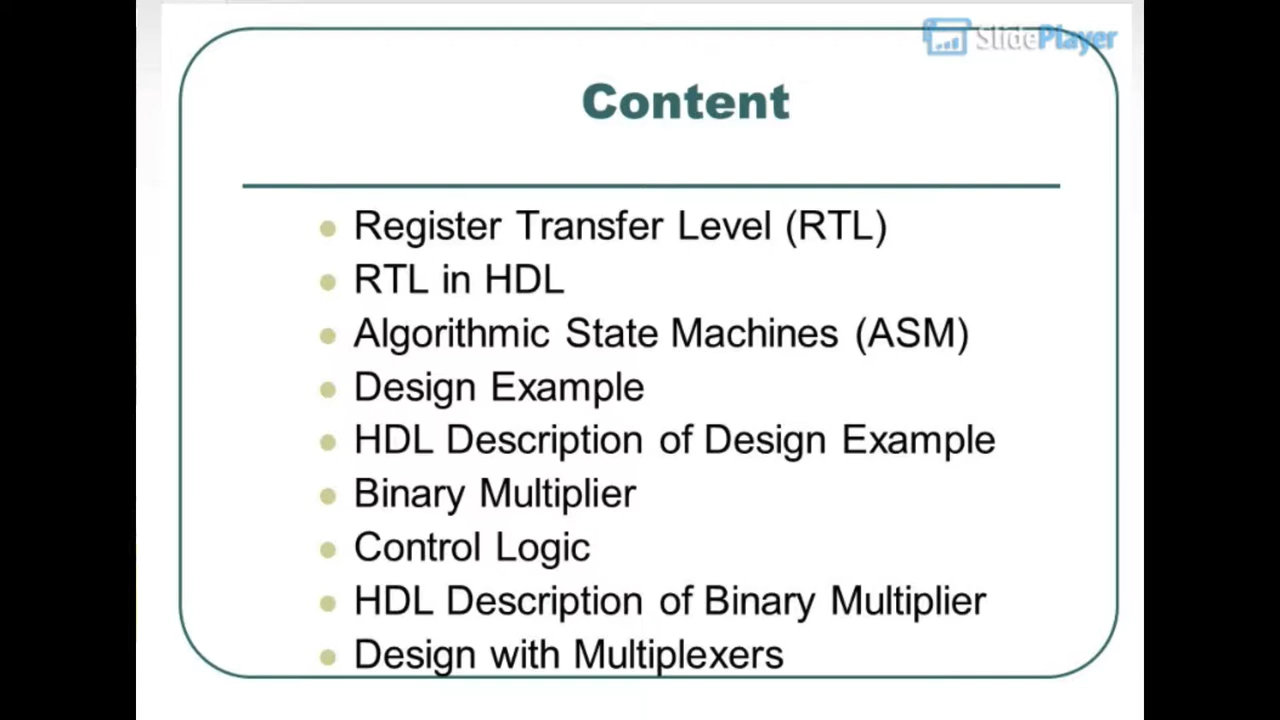 SlidePlayer
Content
Register Transfer Level (RTL)
RTL in HDL
Algorithmic State Machines (ASM)
Design Example
HDL Description of Design Example
Binary Multiplier
Control Logic
HDL Description of Binary Multiplier
Design with Multiplexers